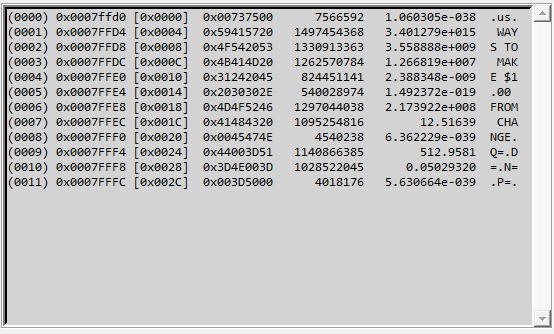 (0000) 0x0007ffd0 [0x0000]  0x00737500      7566592   1.060305e-038  .us.
(0001) 0x0007FFD4 [0x0004]  0x59415720   1497454368   3.401279e+015   WAY
(0002) 0x0007FFD8 [0x0008]  0x4F542053   1330913363   3.558888e+009  S TO
(0003) 0x0007FFDC [0x000C]  0x4B414D20   1262570784   1.266819e+007   MAK
(0004) 0x0007FFE0 [0x0010]  0x31242045    824451141   2.388348e-009  E $1
(0005) 0x0007FFE4 [0x0014]  0x2030302E    540028974   1.492372e-019  .00
(0006) 0x0007FFE8 [0x0018]  0x4D4F5246   1297044038   2.173922e+008  FROM
(0007) 0x0007FFEC [0x001C]  0x41484320   1095254816        12.51639   CHA
(0008) 0x0007FFF0 [0x0020]  0x0045474E      4540238   6.362229e-039  NGE.
(0009) 0x0007FFF4 [0x0024]  0x44003D51   1140866385        512.9581  Q=.D
(0010) 0x0007FFF8 [0x0028]  0x3D4E003D   1028522045      0.05029320  =.N=
(0011) 0x0007FFFC [0x002C]  0x003D5000      4018176   5.630664e-039  .P=.